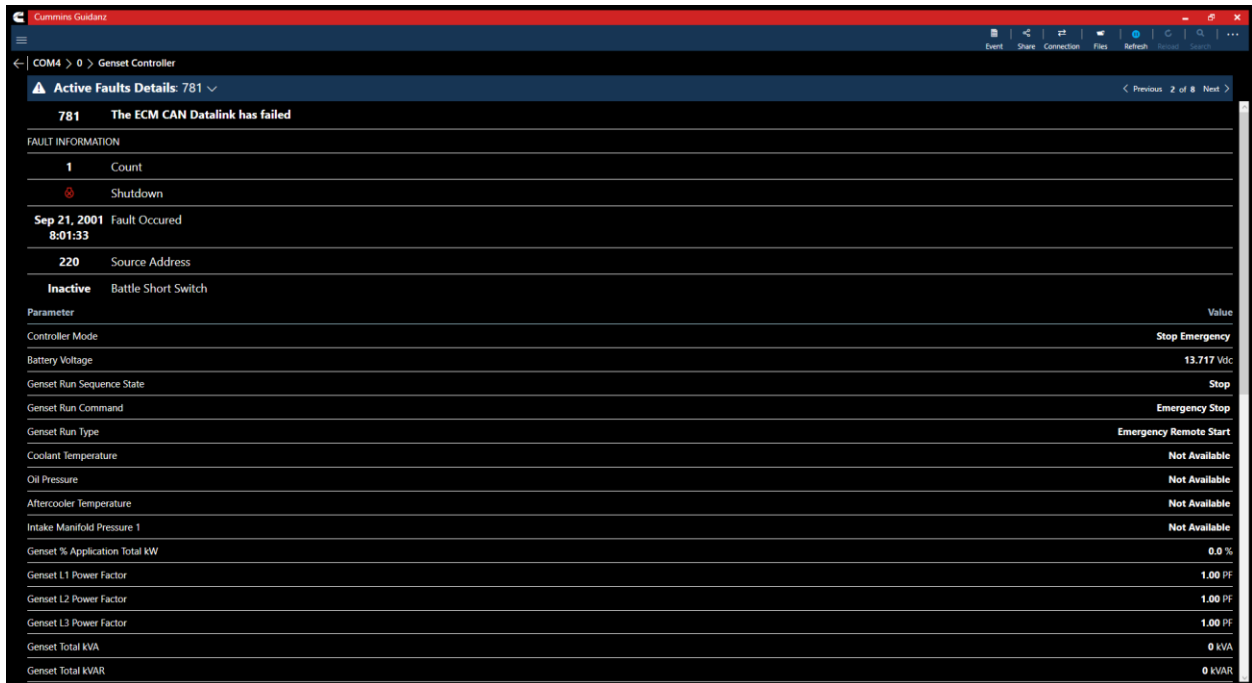 Cummins Guidanz
Event Share Connection Files Refresh Reload Search
COM4 > 0 > Genset Controller
Active Faults Details: 781
< Previous 2 of 8 Next >
781 The ECM CAN Datalink has failed
FAULT INFORMATION
1 Count
Shutdown
Sep 21, 2001 Fault Occured
8:01:33
220 Source Address
Inactive Battle Short Switch
Parameter Value
Controller Mode Stop Emergency
Battery Voltage 13.717 Vdc
Genset Run Sequence State Stop
Genset Run Command Emergency Stop
Genset Run Type Emergency Remote Start
Coolant Temperature Not Available
Oil Pressure Not Available
Aftercooler Temperature Not Available
Intake Manifold Pressure 1 Not Available
Genset % Application Total kW 0.0 %
Genset L1 Power Factor 1.00 PF
Genset L2 Power Factor 1.00 PF
Genset L3 Power Factor 1.00 PF
Genset Total kVA 0 kVA
Genset Total kVAR 0 kVAR